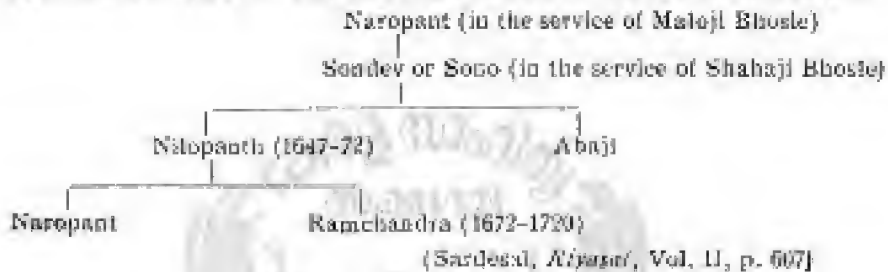 Naropant (in the service of Maloji Bhosle)
Sondev or Sono (in the service of Shahaji Bhosle)
Nilopanth (1647-72) Abaji
Naropant Ramchandra (1672-1720)
(Sardesai, Riyasat, Vol. II, p. 607)